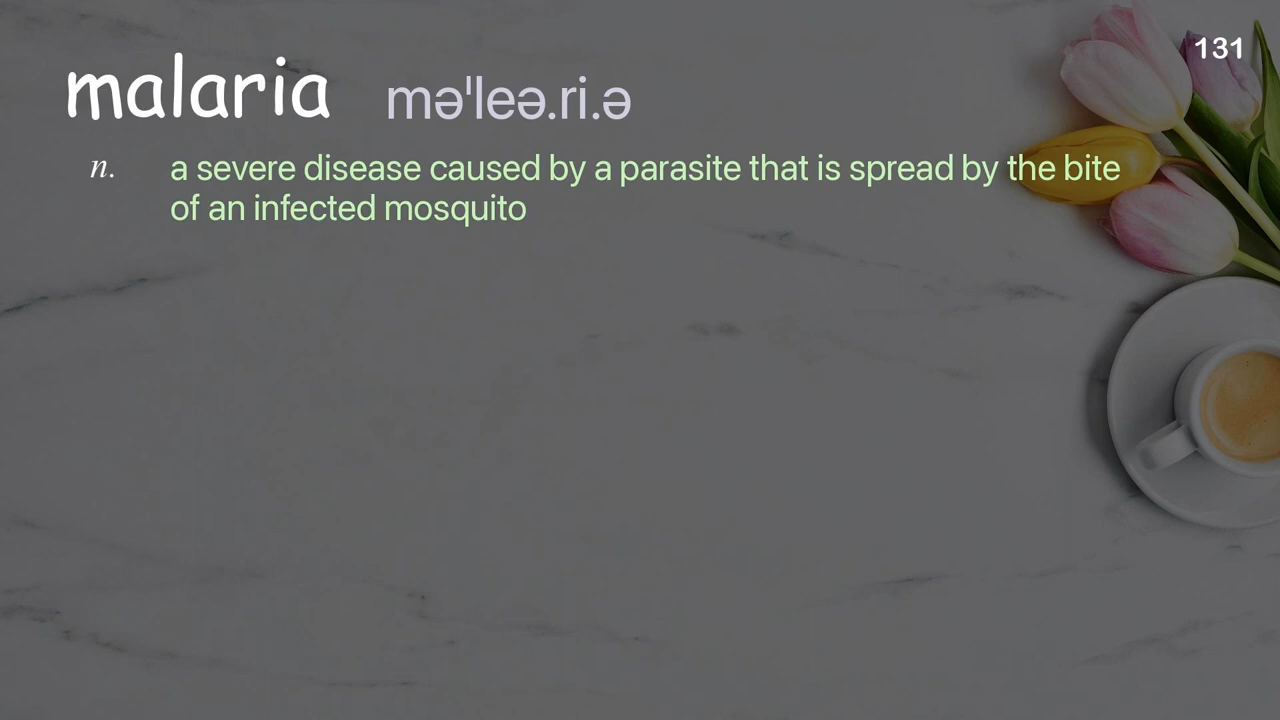 131
malaria məˈleə.ri.ə
n. a severe disease caused by a parasite that is spread by the bite
of an infected mosquito